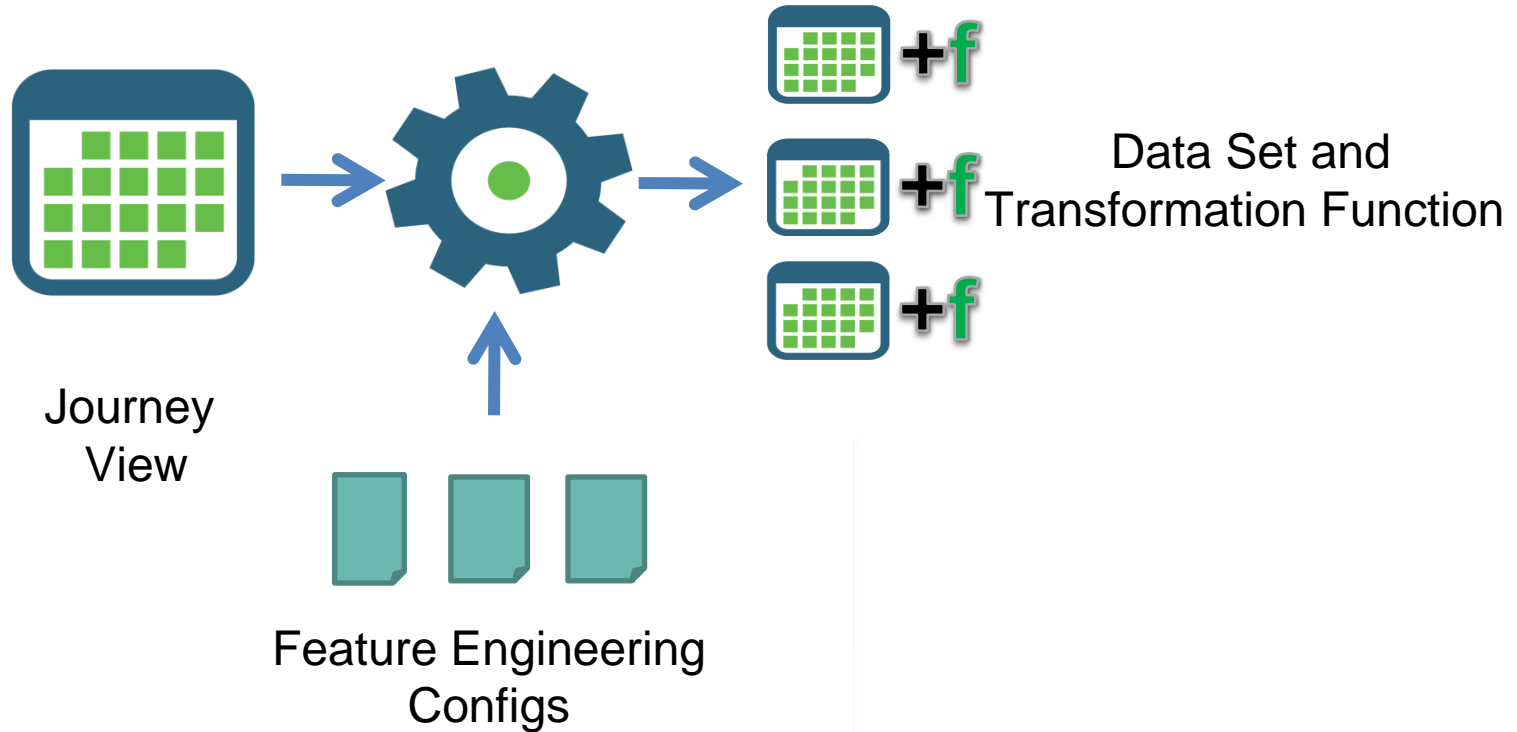 +f
+f
+f
Data Set and
Transformation Function
Journey
View
Feature Engineering
Configs